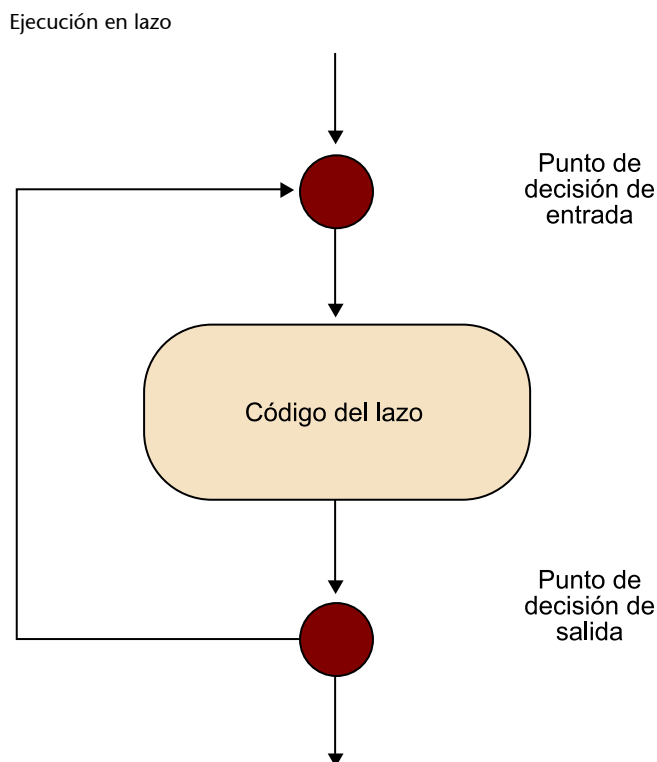 Ejecución en lazo
Punto de
decisión de
entrada
Código del lazo
Punto de
decisión de
salida